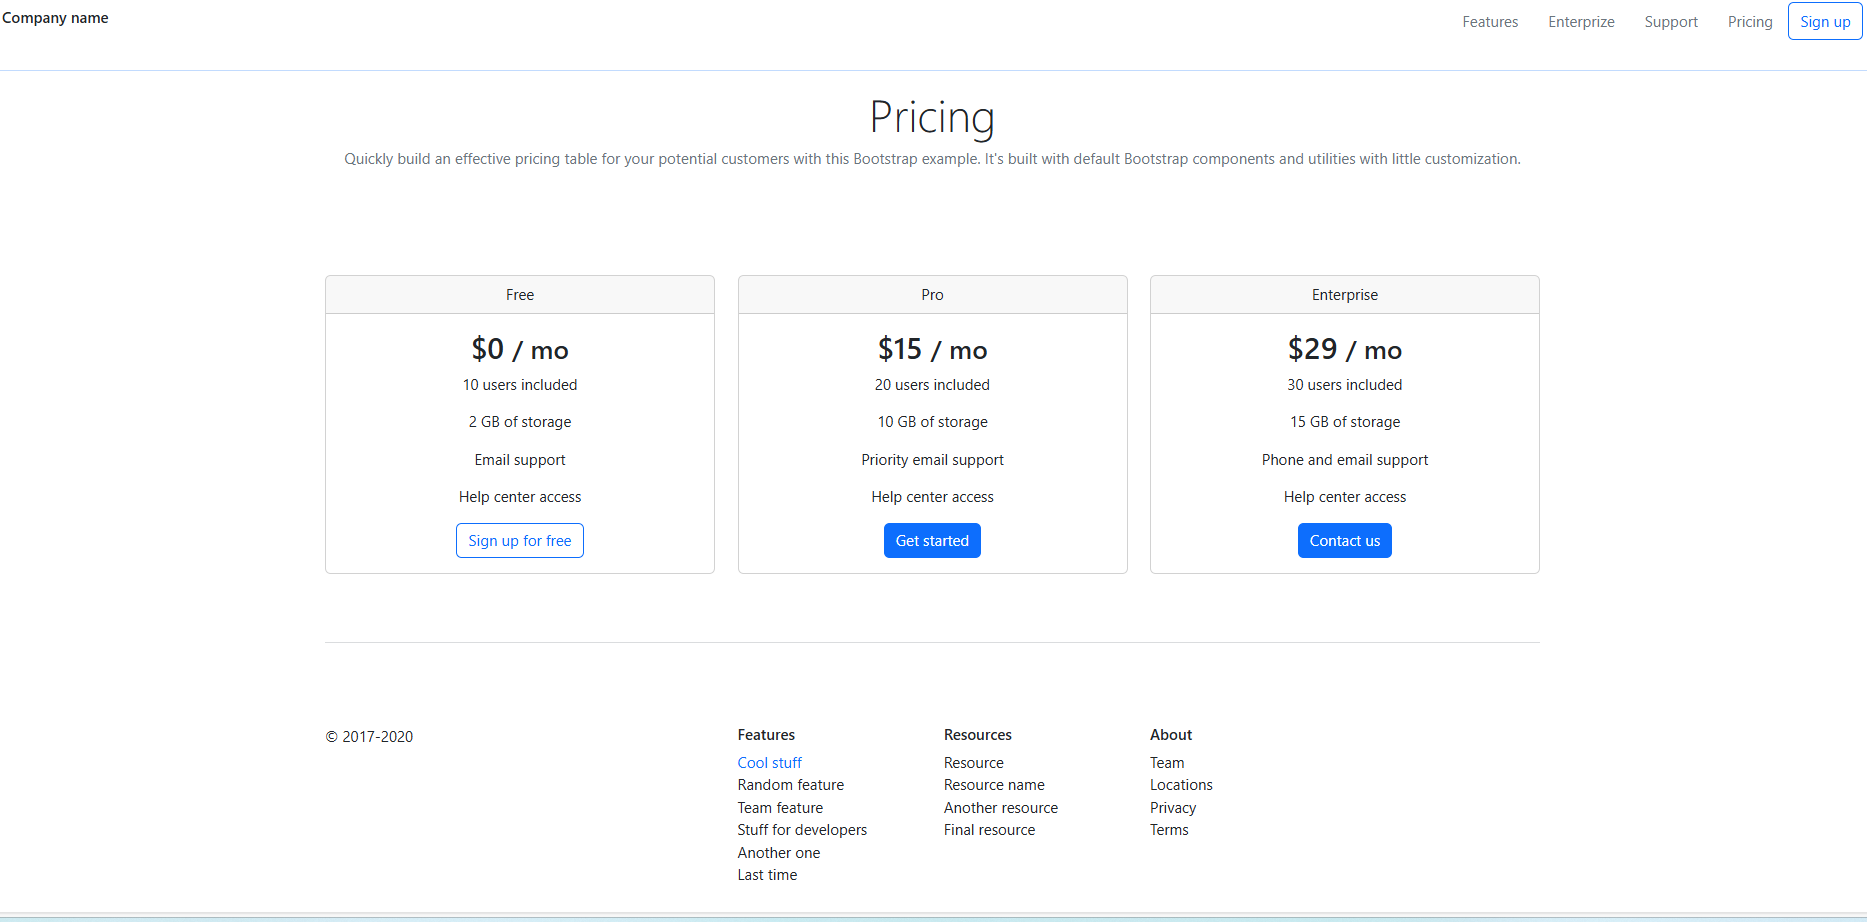 Company name
Features Enterprize Support Pricing Sign up
Pricing
Quickly build an effective pricing table for your potential customers with this Bootstrap example. It's built with default Bootstrap components and utilities with little customization.
Free
$0 / mo
10 users included
2 GB of storage
Email support
Help center access
Sign up for free
Pro
$15 / mo
20 users included
10 GB of storage
Priority email support
Help center access
Get started
Enterprise
$29 / mo
30 users included
15 GB of storage
Phone and email support
Help center access
Contact us
© 2017-2020
Features
Cool stuff
Random feature
Team feature
Stuff for developers
Another one
Last time
Resources
Resource
Resource name
Another resource
Final resource
About
Team
Locations
Privacy
Terms